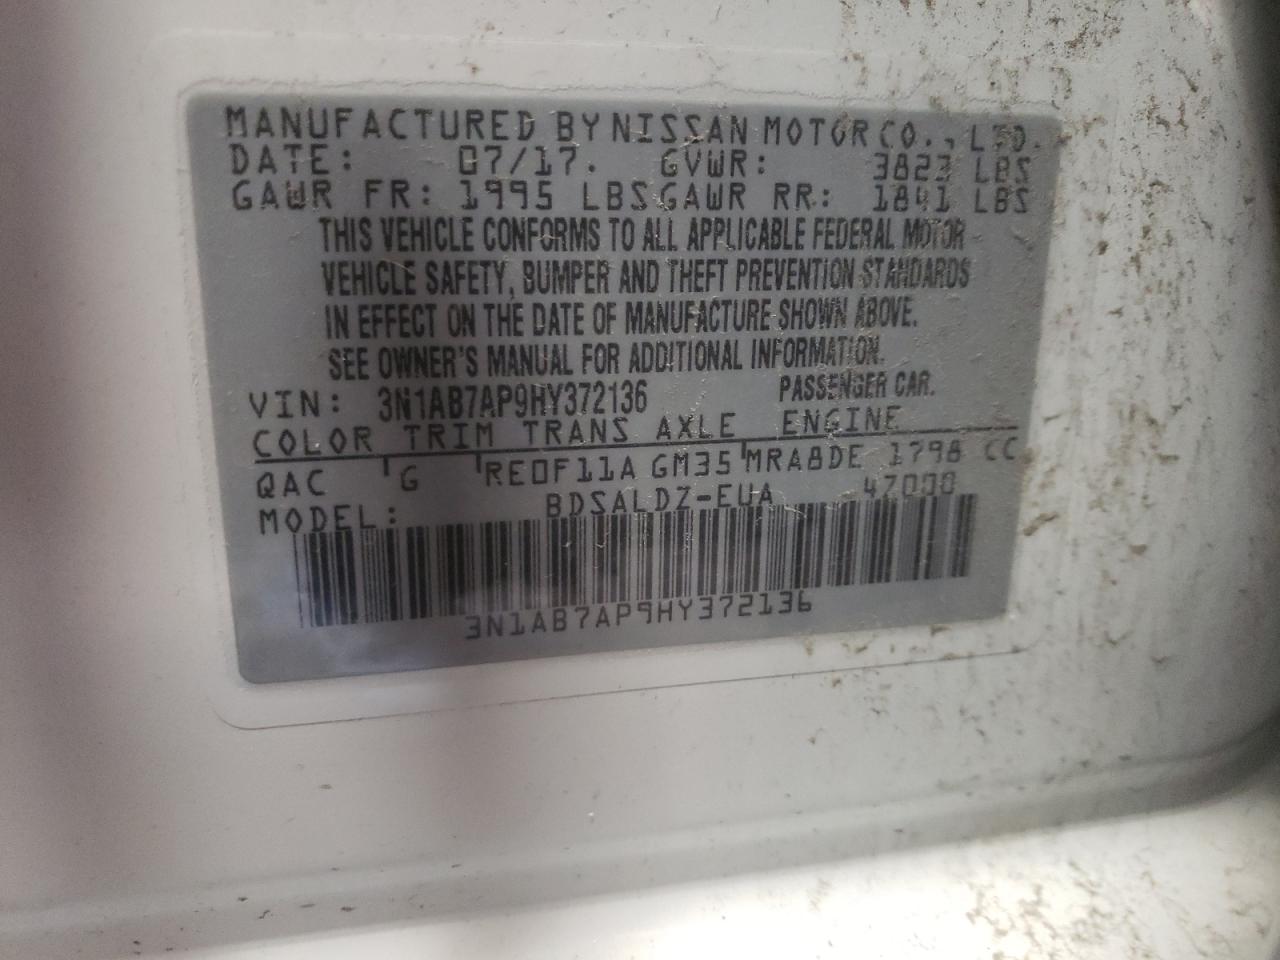 MANUFACTURED BY NISSAN MOTOR CO., LTD.
DATE: 07/17. GVWR: 3823 LBS
GAWR FR: 1995 LBS GAWR RR: 1841 LBS
THIS VEHICLE CONFORMS TO ALL APPLICABLE FEDERAL MOTOR
VEHICLE SAFETY, BUMPER AND THEFT PREVENTION STANDARDS
IN EFFECT ON THE DATE OF MANUFACTURE SHOWN ABOVE.
SEE OWNER'S MANUAL FOR ADDITIONAL INFORMATION.
VIN: 3N1AB7AP9HY372136 PASSENGER CAR.
COLOR TRIM TRANS AXLE ENGINE
QAC G RE0F11A GM35 MRA8DE 1798 CC
MODEL: BDSALDZ-EUA 47000
3N1AB7AP9HY372136